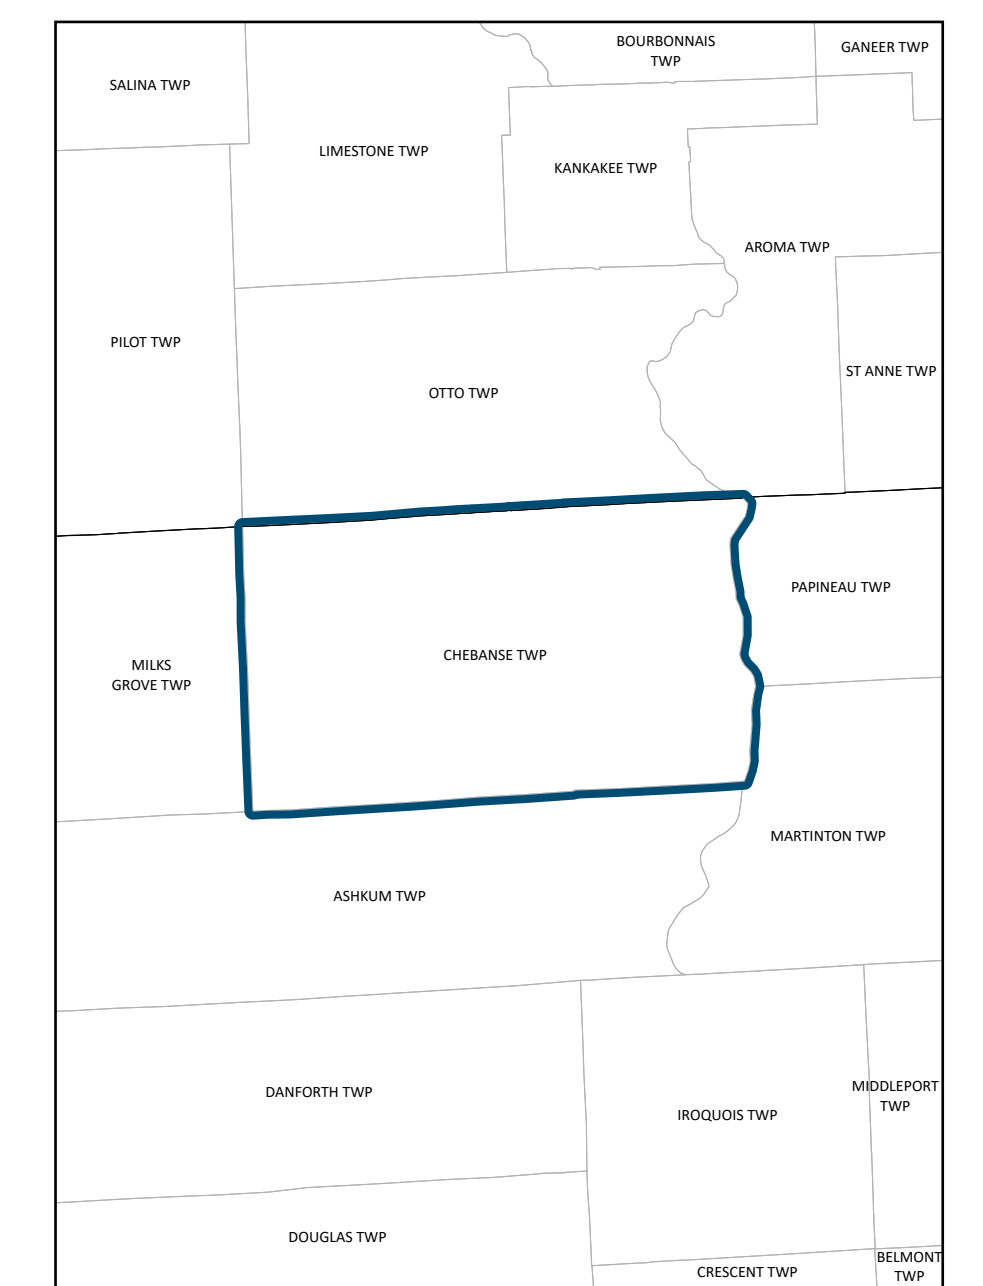 BOURBONNAIS
TWP
GANEER TWP
SALINA TWP
LIMESTONE TWP
KANKAKEE TWP
AROMA TWP
PILOT TWP
ST ANNE TWP
OTTO TWP
PAPINEAU TWP
CHEBANSE TWP
MILKS
GROVE TWP
MARTINTON TWP
ASHKUM TWP
DANFORTH TWP
MIDDLEPORT
TWP
IROQUOIS TWP
DOUGLAS TWP
BELMONT
TWP
CRESCENT TWP